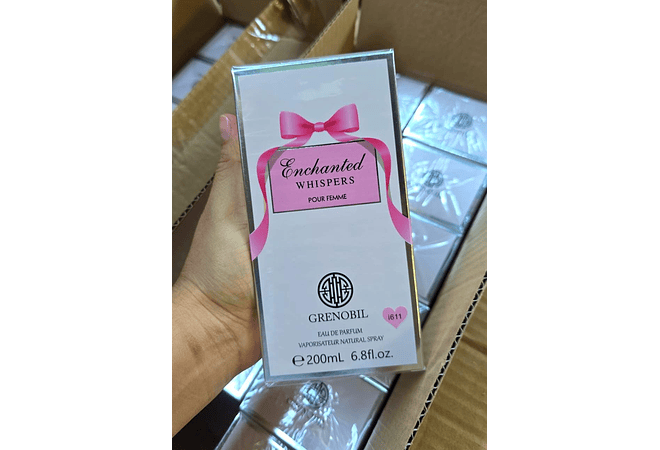 Enchanted
WHISPERS
POUR FEMME
GRENOBIL
i611
EAU DE PARFUM
VAPORISATEUR NATURAL SPRAY
℮200mL 6.8fl.oz.